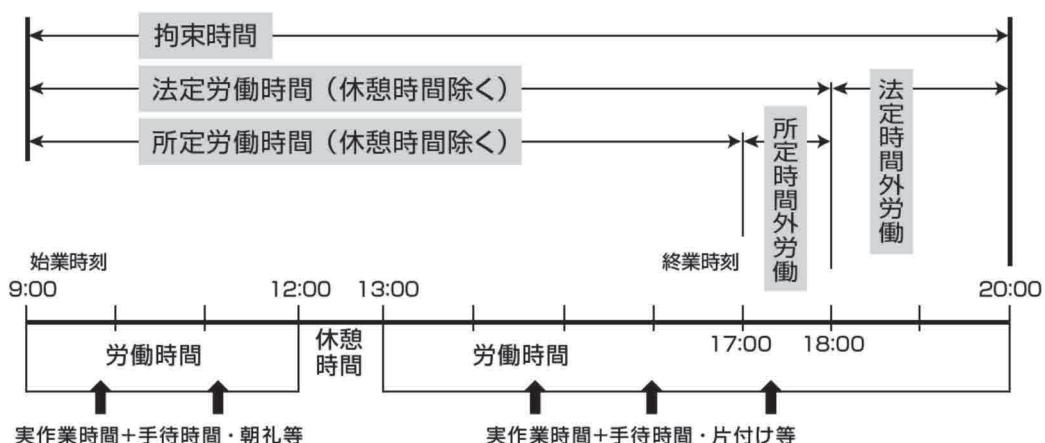 拘束時間
法定労働時間（休憩時間除く）
法定時間外労働
所定労働時間（休憩時間除く）
所定時間外労働
始業時刻
終業時刻
9:00
12:00
13:00
20:00
労働時間
休憩
時間
労働時間
17:00
18:00
実作業時間+手待時間・朝礼等
実作業時間+手待時間・片付け等